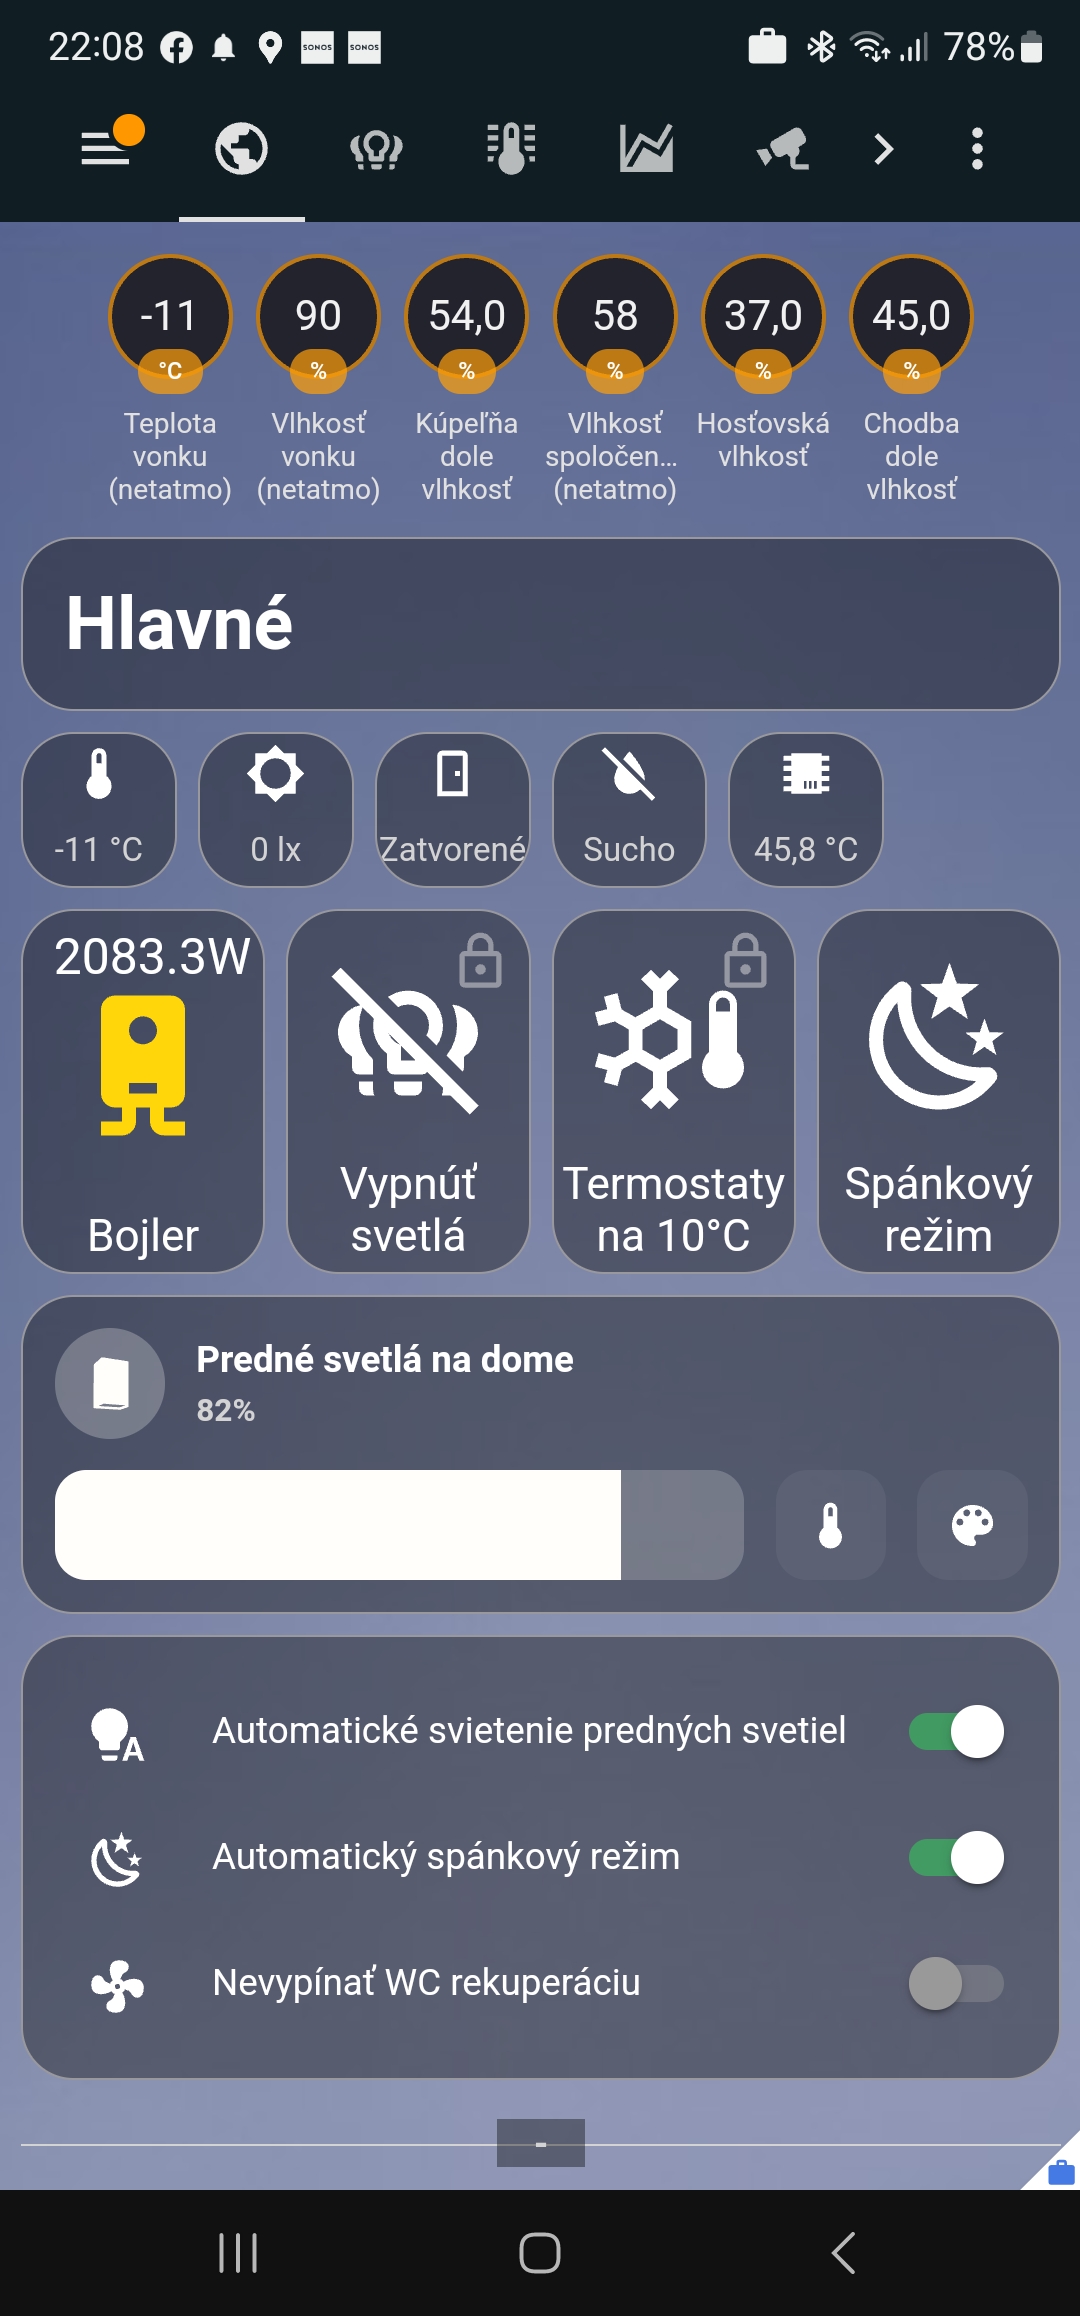 22:08 SONOS SONOS 78%
-11 90 54,0 58 37,0 45,0
°C % % % % %
Teplota vonku (netatmo)
Vlhkosť vonku (netatmo)
Kúpeľňa dole vlhkosť
Vlhkosť spoločen... (netatmo)
Hosťovská vlhkosť
Chodba dole vlhkosť
Hlavné
-11 °C 0 lx Zatvorené Sucho 45,8 °C
2083.3W
Bojler
Vypnúť
svetlá
Termostaty
na 10°C
Spánkový
režim
Predné svetlá na dome
82%
A Automatické svietenie predných svetiel
Automatický spánkový režim
Nevypínať WC rekuperáciu
-